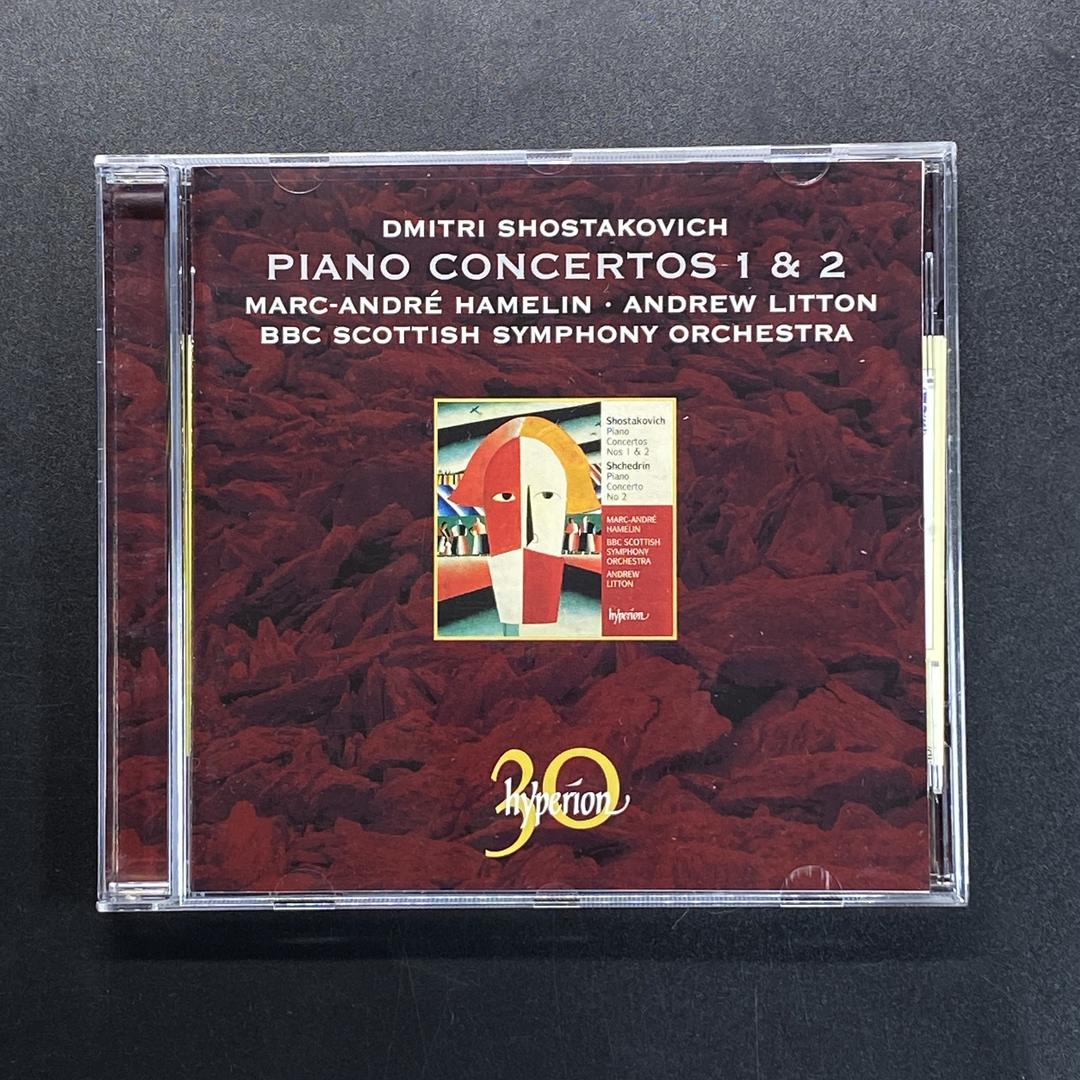 DMITRI SHOSTAKOVICH
PIANO CONCERTOS 1 & 2
MARC-ANDRÉ HAMELIN · ANDREW LITTON
BBC SCOTTISH SYMPHONY ORCHESTRA
Shostakovich
Piano
Concertos
Nos 1 & 2
Shchedrin
Piano
Concerto
No 2
MARC-ANDRÉ
HAMELIN
BBC SCOTTISH
SYMPHONY
ORCHESTRA
ANDREW
LITTON
hyperion
30
hyperion